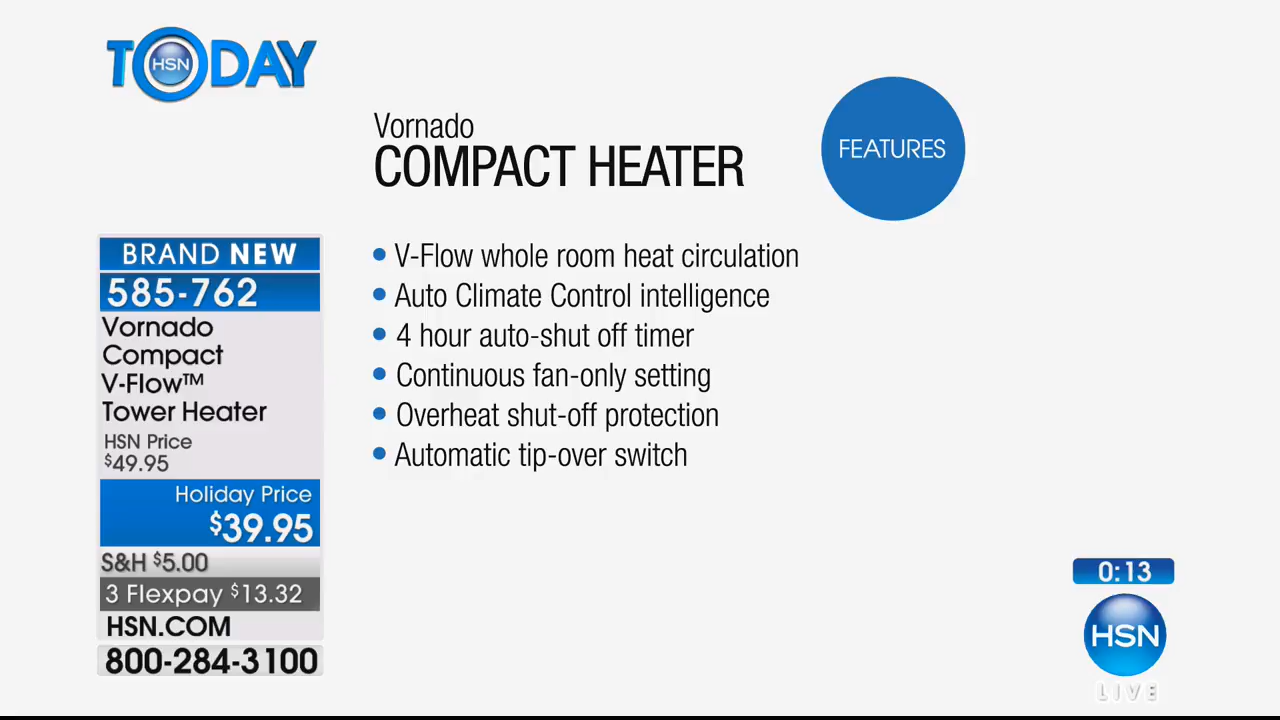 TODAY
HSN
Vornado
COMPACT HEATER
FEATURES
BRAND NEW
585-762
Vornado
Compact
V-Flow™
Tower Heater
HSN Price
$49.95
Holiday Price
$39.95
S&H $5.00
3 Flexpay $13.32
HSN.COM
800-284-3100
• V-Flow whole room heat circulation
• Auto Climate Control intelligence
• 4 hour auto-shut off timer
• Continuous fan-only setting
• Overheat shut-off protection
• Automatic tip-over switch
0:13
HSN
LIVE